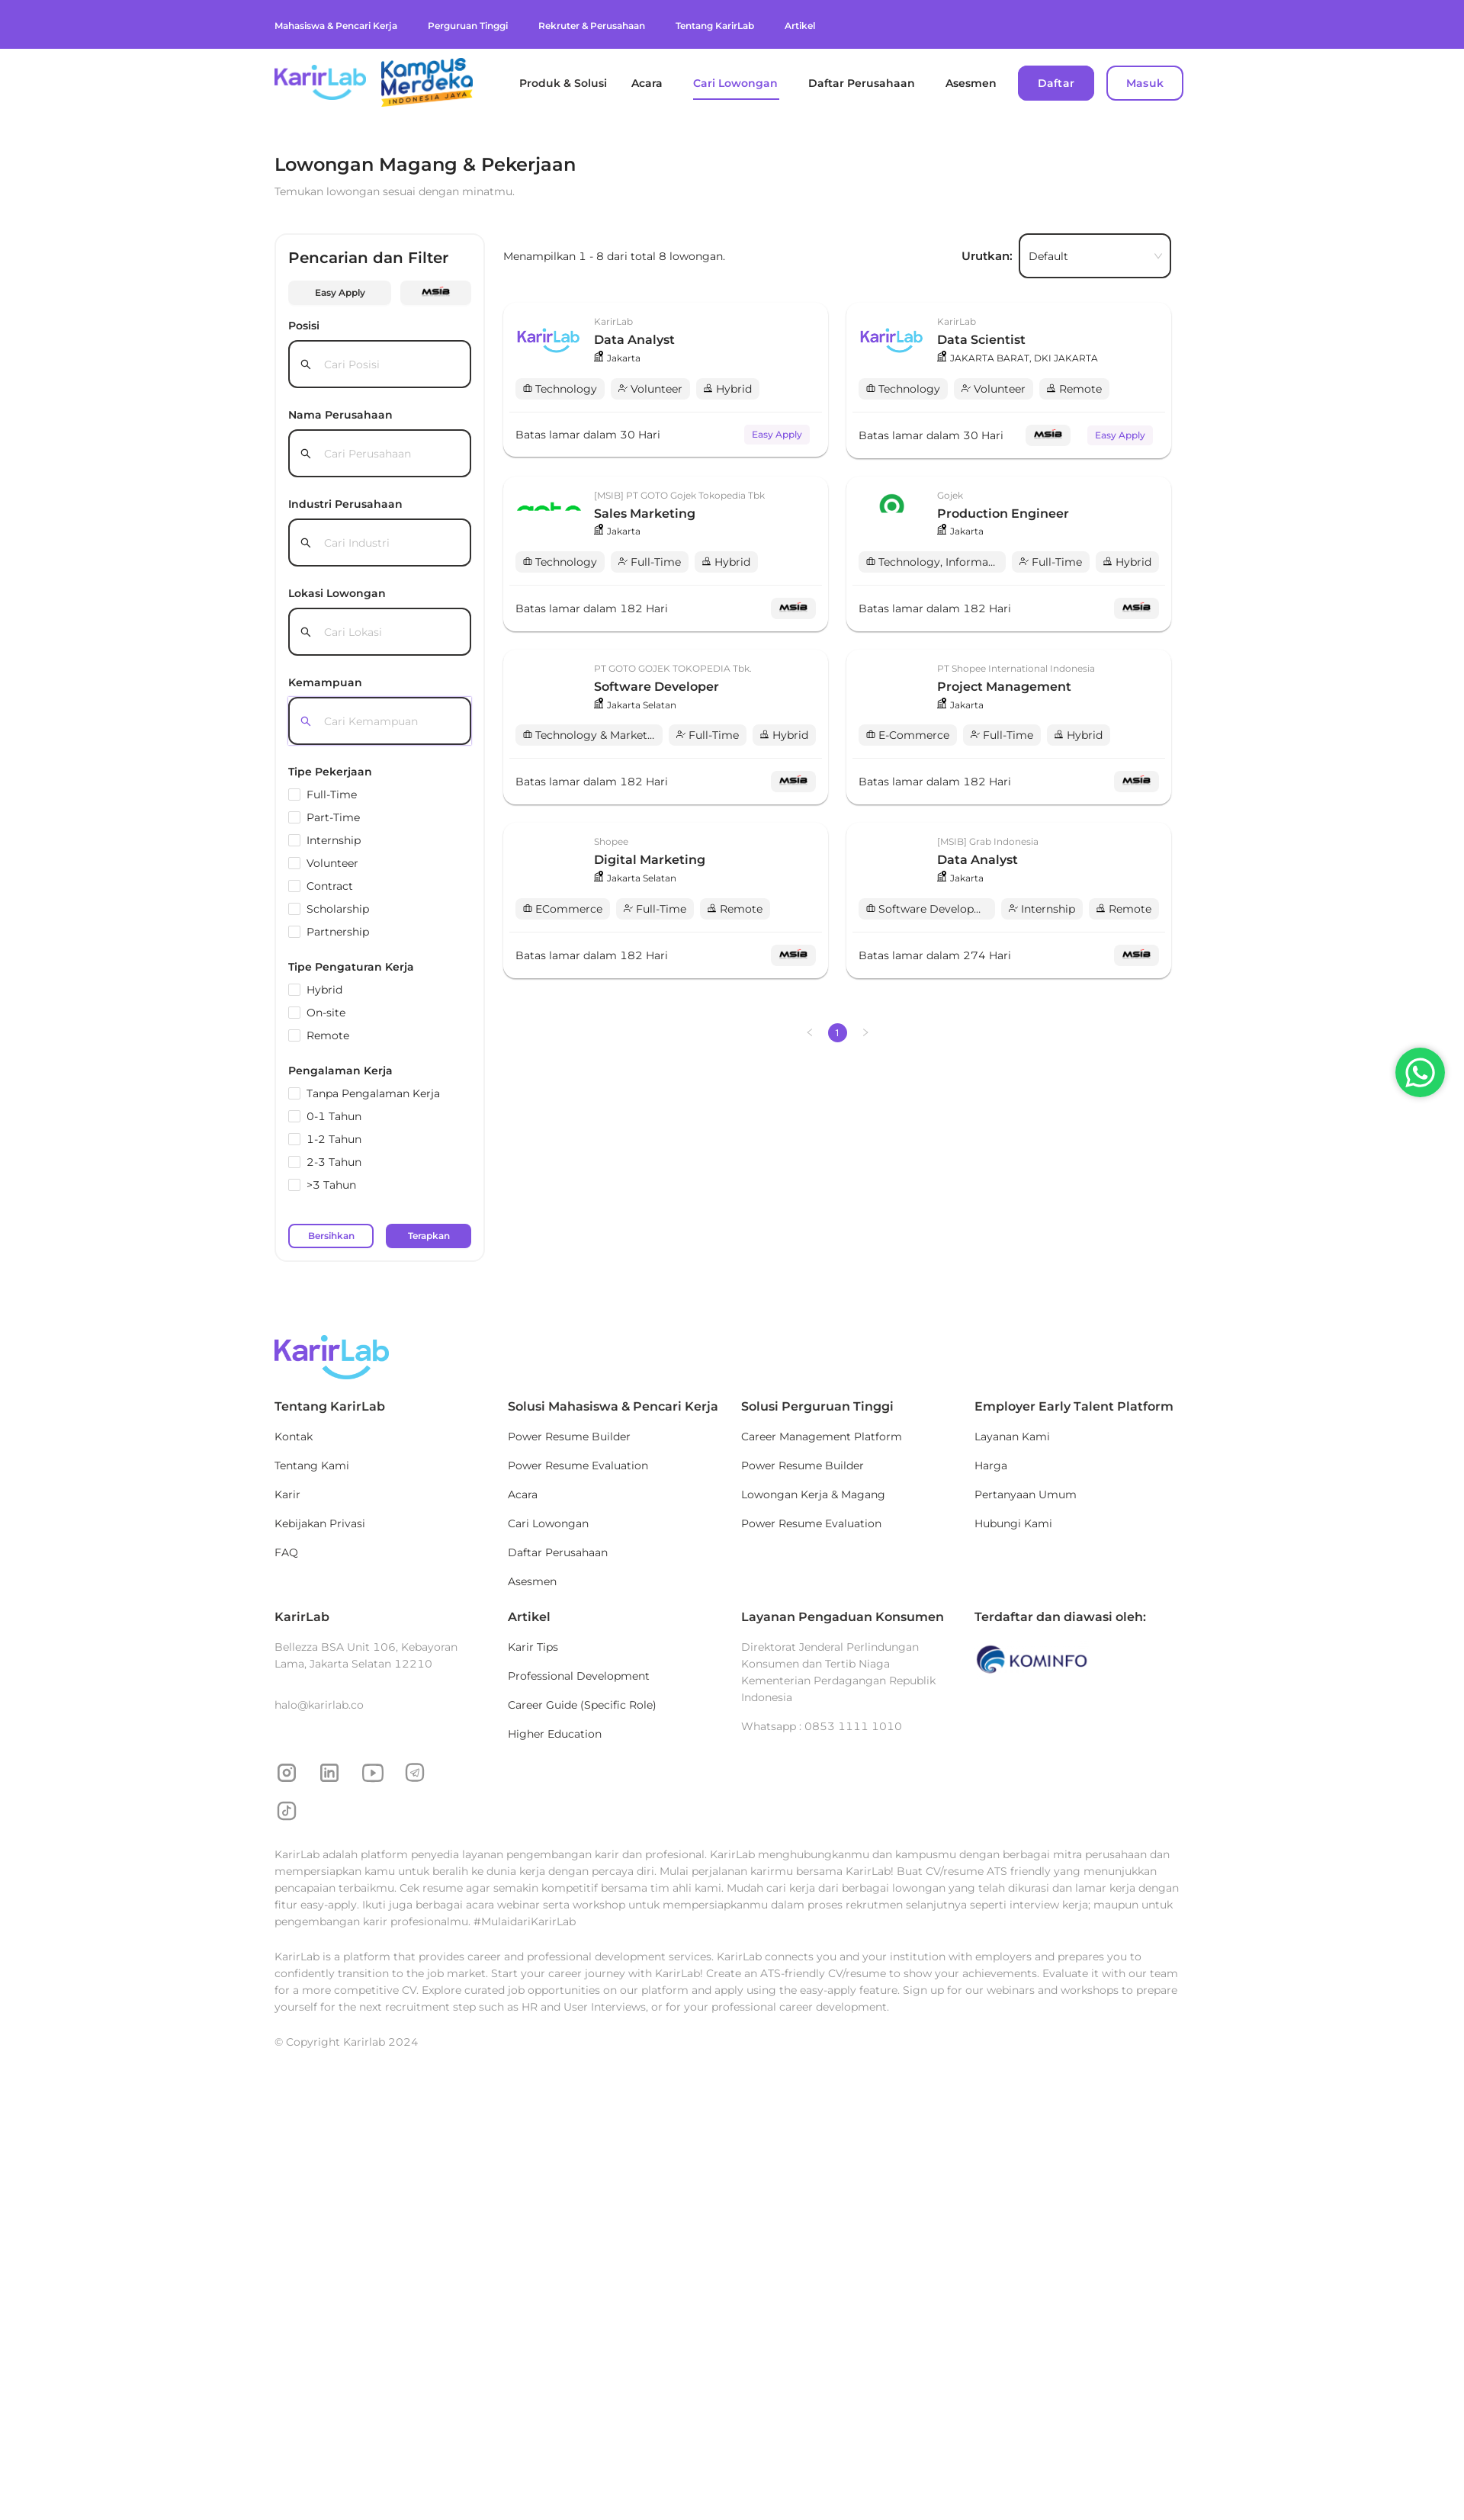 Mahasiswa & Pencari Kerja
Perguruan Tinggi
Rekruter & Perusahaan
Tentang KarirLab
Artikel
KarirLab
Kampus
Merdeka
INDONESIA JAYA
Produk & Solusi
Acara
Cari Lowongan
Daftar Perusahaan
Asesmen
Daftar
Masuk
Lowongan Magang & Pekerjaan
Temukan lowongan sesuai dengan minatmu.
Pencarian dan Filter
Easy Apply
MSIB
Posisi
Cari Posisi
Nama Perusahaan
Cari Perusahaan
Industri Perusahaan
Cari Industri
Lokasi Lowongan
Cari Lokasi
Kemampuan
Cari Kemampuan
Tipe Pekerjaan
Full-Time
Part-Time
Internship
Volunteer
Contract
Scholarship
Partnership
Tipe Pengaturan Kerja
Hybrid
On-site
Remote
Pengalaman Kerja
Tanpa Pengalaman Kerja
0-1 Tahun
1-2 Tahun
2-3 Tahun
>3 Tahun
Bersihkan
Terapkan
Menampilkan 1 - 8 dari total 8 lowongan.
Urutkan:
Default
KarirLab
KarirLab
Data Analyst
Jakarta
Technology
Volunteer
Hybrid
Batas lamar dalam 30 Hari
Easy Apply
KarirLab
KarirLab
Data Scientist
JAKARTA BARAT, DKI JAKARTA
Technology
Volunteer
Remote
Batas lamar dalam 30 Hari
MSIB
Easy Apply
goto
[MSIB] PT GOTO Gojek Tokopedia Tbk
Sales Marketing
Jakarta
Technology
Full-Time
Hybrid
Batas lamar dalam 182 Hari
MSIB
Gojek
Production Engineer
Jakarta
Technology, Informa...
Full-Time
Hybrid
Batas lamar dalam 182 Hari
MSIB
PT GOTO GOJEK TOKOPEDIA Tbk.
Software Developer
Jakarta Selatan
Technology & Market...
Full-Time
Hybrid
Batas lamar dalam 182 Hari
MSIB
PT Shopee International Indonesia
Project Management
Jakarta
E-Commerce
Full-Time
Hybrid
Batas lamar dalam 182 Hari
MSIB
Shopee
Digital Marketing
Jakarta Selatan
ECommerce
Full-Time
Remote
Batas lamar dalam 182 Hari
MSIB
[MSIB] Grab Indonesia
Data Analyst
Jakarta
Software Develop...
Internship
Remote
Batas lamar dalam 274 Hari
MSIB
1
KarirLab
Tentang KarirLab
Kontak
Tentang Kami
Karir
Kebijakan Privasi
FAQ
Solusi Mahasiswa & Pencari Kerja
Power Resume Builder
Power Resume Evaluation
Acara
Cari Lowongan
Daftar Perusahaan
Asesmen
Solusi Perguruan Tinggi
Career Management Platform
Power Resume Builder
Lowongan Kerja & Magang
Power Resume Evaluation
Employer Early Talent Platform
Layanan Kami
Harga
Pertanyaan Umum
Hubungi Kami
KarirLab
Bellezza BSA Unit 106, Kebayoran
Lama, Jakarta Selatan 12210
halo@karirlab.co
Artikel
Karir Tips
Professional Development
Career Guide (Specific Role)
Higher Education
Layanan Pengaduan Konsumen
Direktorat Jenderal Perlindungan
Konsumen dan Tertib Niaga
Kementerian Perdagangan Republik
Indonesia
Whatsapp : 0853 1111 1010
Terdaftar dan diawasi oleh:
KOMINFO
KarirLab adalah platform penyedia layanan pengembangan karir dan profesional. KarirLab menghubungkanmu dan kampusmu dengan berbagai mitra perusahaan dan
mempersiapkan kamu untuk beralih ke dunia kerja dengan percaya diri. Mulai perjalanan karirmu bersama KarirLab! Buat CV/resume ATS friendly yang menunjukkan
pencapaian terbaikmu. Cek resume agar semakin kompetitif bersama tim ahli kami. Mudah cari kerja dari berbagai lowongan yang telah dikurasi dan lamar kerja dengan
fitur easy-apply. Ikuti juga berbagai acara webinar serta workshop untuk mempersiapkanmu dalam proses rekrutmen selanjutnya seperti interview kerja; maupun untuk
pengembangan karir profesionalmu. #MulaidariKarirLab
KarirLab is a platform that provides career and professional development services. KarirLab connects you and your institution with employers and prepares you to
confidently transition to the job market. Start your career journey with KarirLab! Create an ATS-friendly CV/resume to show your achievements. Evaluate it with our team
for a more competitive CV. Explore curated job opportunities on our platform and apply using the easy-apply feature. Sign up for our webinars and workshops to prepare
yourself for the next recruitment step such as HR and User Interviews, or for your professional career development.
© Copyright Karirlab 2024